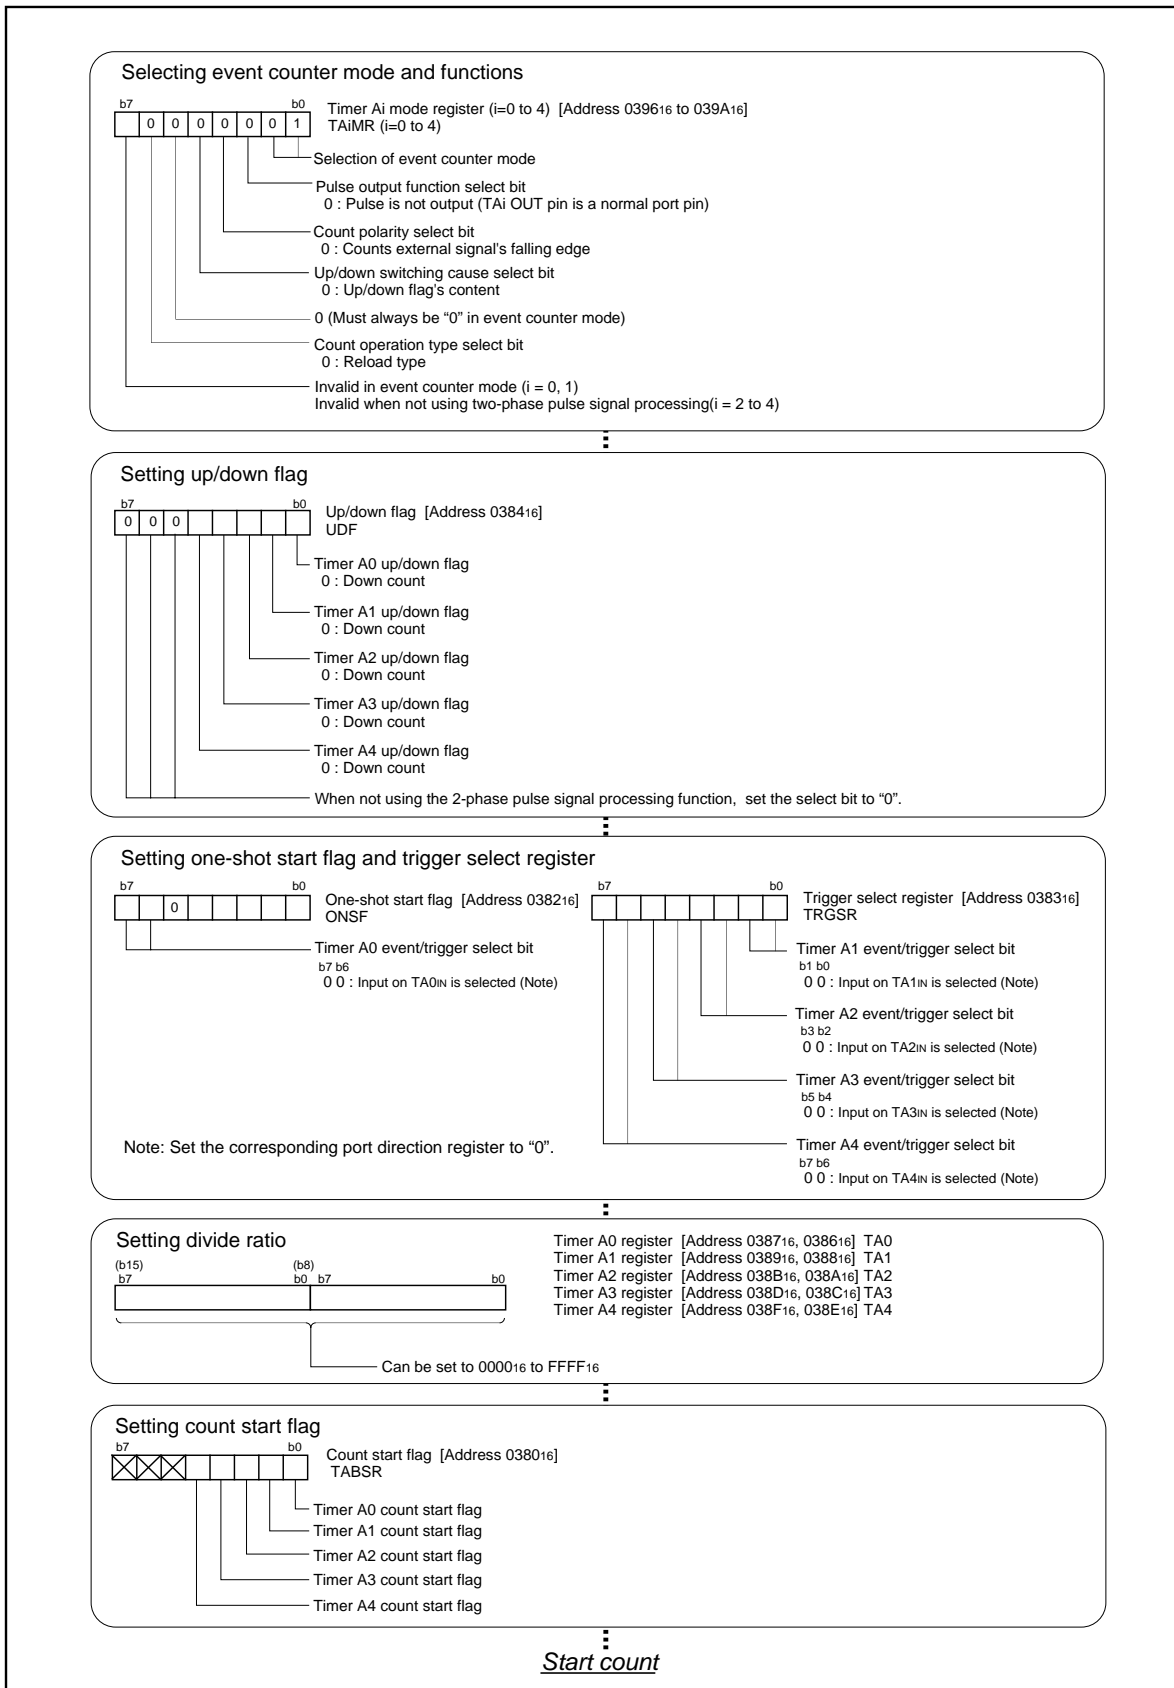 Selecting event counter mode and functions
b7 b0
Timer Ai mode register (i=0 to 4) [Address 039616 to 039A16]
TAiMR (i=0 to 4)
0 0 0 0 0 0 1
Selection of event counter mode
Pulse output function select bit
0 : Pulse is not output (TAi OUT pin is a normal port pin)
Count polarity select bit
0 : Counts external signal's falling edge
Up/down switching cause select bit
0 : Up/down flag's content
0 (Must always be “0” in event counter mode)
Count operation type select bit
0 : Reload type
Invalid in event counter mode (i = 0, 1)
Invalid when not using two-phase pulse signal processing(i = 2 to 4)
Setting up/down flag
b7 b0
Up/down flag [Address 038416]
UDF
0 0 0
Timer A0 up/down flag
0 : Down count
Timer A1 up/down flag
0 : Down count
Timer A2 up/down flag
0 : Down count
Timer A3 up/down flag
0 : Down count
Timer A4 up/down flag
0 : Down count
When not using the 2-phase pulse signal processing function, set the select bit to “0”.
Setting one-shot start flag and trigger select register
b7 b0
One-shot start flag [Address 038216]
ONSF
0
Timer A0 event/trigger select bit
b7 b6
0 0 : Input on TA0IN is selected (Note)
Note: Set the corresponding port direction register to “0”.
b7 b0
Trigger select register [Address 038316]
TRGSR
Timer A1 event/trigger select bit
b1 b0
0 0 : Input on TA1IN is selected (Note)
Timer A2 event/trigger select bit
b3 b2
0 0 : Input on TA2IN is selected (Note)
Timer A3 event/trigger select bit
b5 b4
0 0 : Input on TA3IN is selected (Note)
Timer A4 event/trigger select bit
b7 b6
0 0 : Input on TA4IN is selected (Note)
Setting divide ratio
(b15) (b8)
b7 b0 b7 b0
Timer A0 register [Address 038716, 038616] TA0
Timer A1 register [Address 038916, 038816] TA1
Timer A2 register [Address 038B16, 038A16] TA2
Timer A3 register [Address 038D16, 038C16] TA3
Timer A4 register [Address 038F16, 038E16] TA4
Can be set to 000016 to FFFF16
Setting count start flag
b7 b0
Count start flag [Address 038016]
TABSR
Timer A0 count start flag
Timer A1 count start flag
Timer A2 count start flag
Timer A3 count start flag
Timer A4 count start flag
Start count